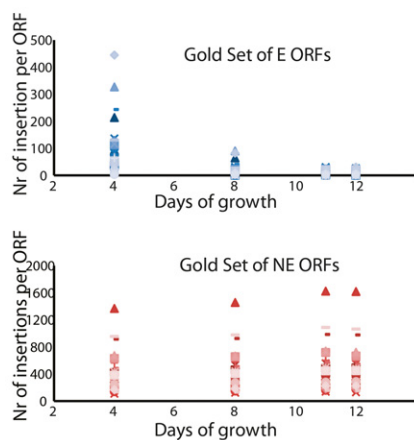 Gold Set of E ORFs
Nr of insertion per ORF
500
400
300
200
100
0
2 4 6 8 10 12
Days of growth
Gold Set of NE ORFs
Nr of insertions per ORF
2000
1600
1200
800
400
0
2 4 6 8 10 12
Days of growth